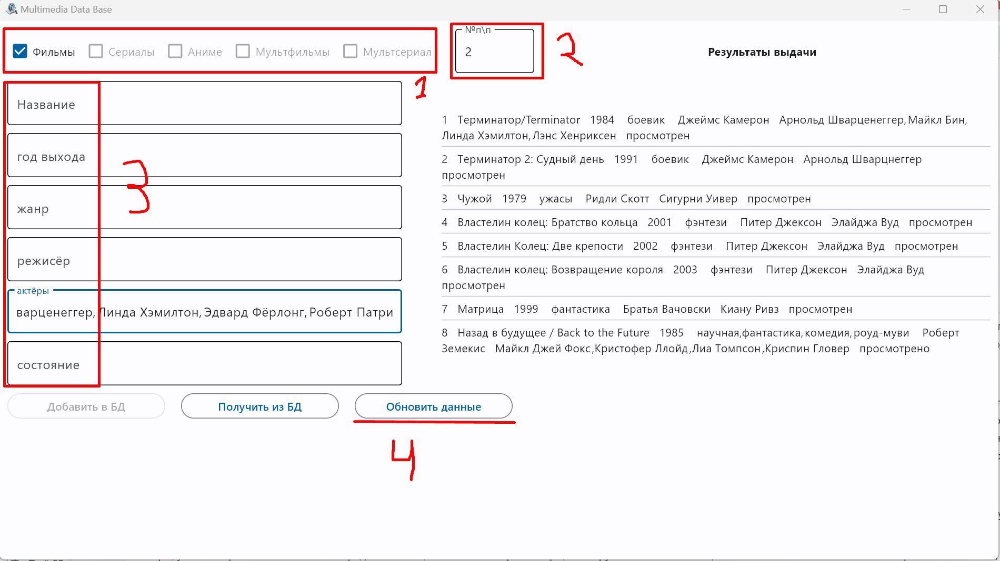 Multimedia Data Base
Фильмы Сериалы Аниме Мультфильмы Мультсериал
№п\п
2
2
Результаты выдачи
1
Название
год выхода
3
жанр
режисёр
актёры
варценеггер, Линда Хэмилтон, Эдвард Фёрлонг, Роберт Патри
состояние
Добавить в БД Получить из БД Обновить данные
4
1 Терминатор/Terminator 1984 боевик Джеймс Камерон Арнольд Шварценеггер, Майкл Бин,
Линда Хэмилтон, Лэнс Хенриксен просмотрен
2 Терминатор 2: Судный день 1991 боевик Джеймс Камерон Арнольд Шварцнеггер
просмотрен
3 Чужой 1979 ужасы Ридли Скотт Сигурни Уивер просмотрен
4 Властелин колец: Братство кольца 2001 фэнтези Питер Джексон Элайджа Вуд просмотрен
5 Властелин Колец: Две крепости 2002 фэнтези Питер Джексон Элайджа Вуд просмотрен
6 Властелин колец: Возвращение короля 2003 фэнтези Питер Джексон Элайджа Вуд
просмотрен
7 Матрица 1999 фантастика Братья Вачовски Киану Ривз просмотрен
8 Назад в будущее / Back to the Future 1985 научная,фантастика,комедия,роуд-муви Роберт
Земекис Майкл Джей Фокс,Кристофер Ллойд,Лиа Томпсон,Криспин Гловер просмотрено